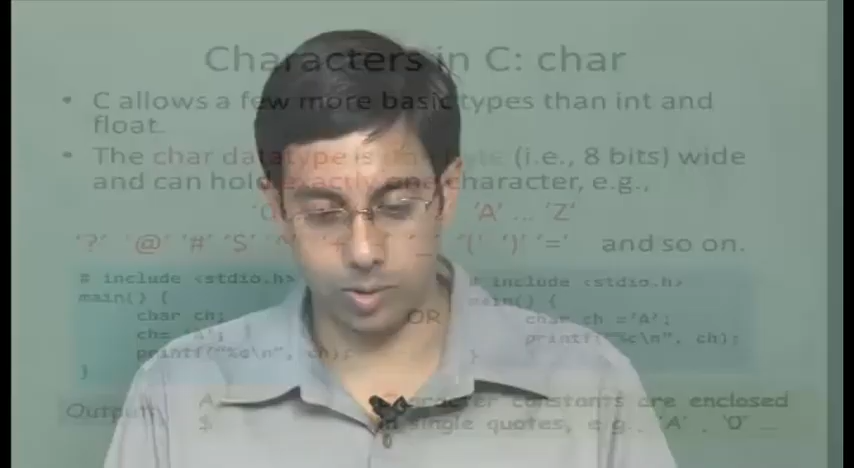 Characters in C: char
• C allows a few more basic types than int and
float.
• The char datatype is one byte (i.e., 8 bits) wide
and can hold exactly one character, e.g.,
'A' ... 'Z'
'?' '@' '#' '$' '_' '(' ')' '=' and so on.
# include <stdio.h>
main() {
char ch;
ch= 'A';
printf("%c\n", ch);
}
OR
# include <stdio.h>
main() {
char ch ='A';
printf("%c\n", ch);
}
Output: A
$
Character constants are enclosed
in single quotes, e.g., 'A', '0' ...